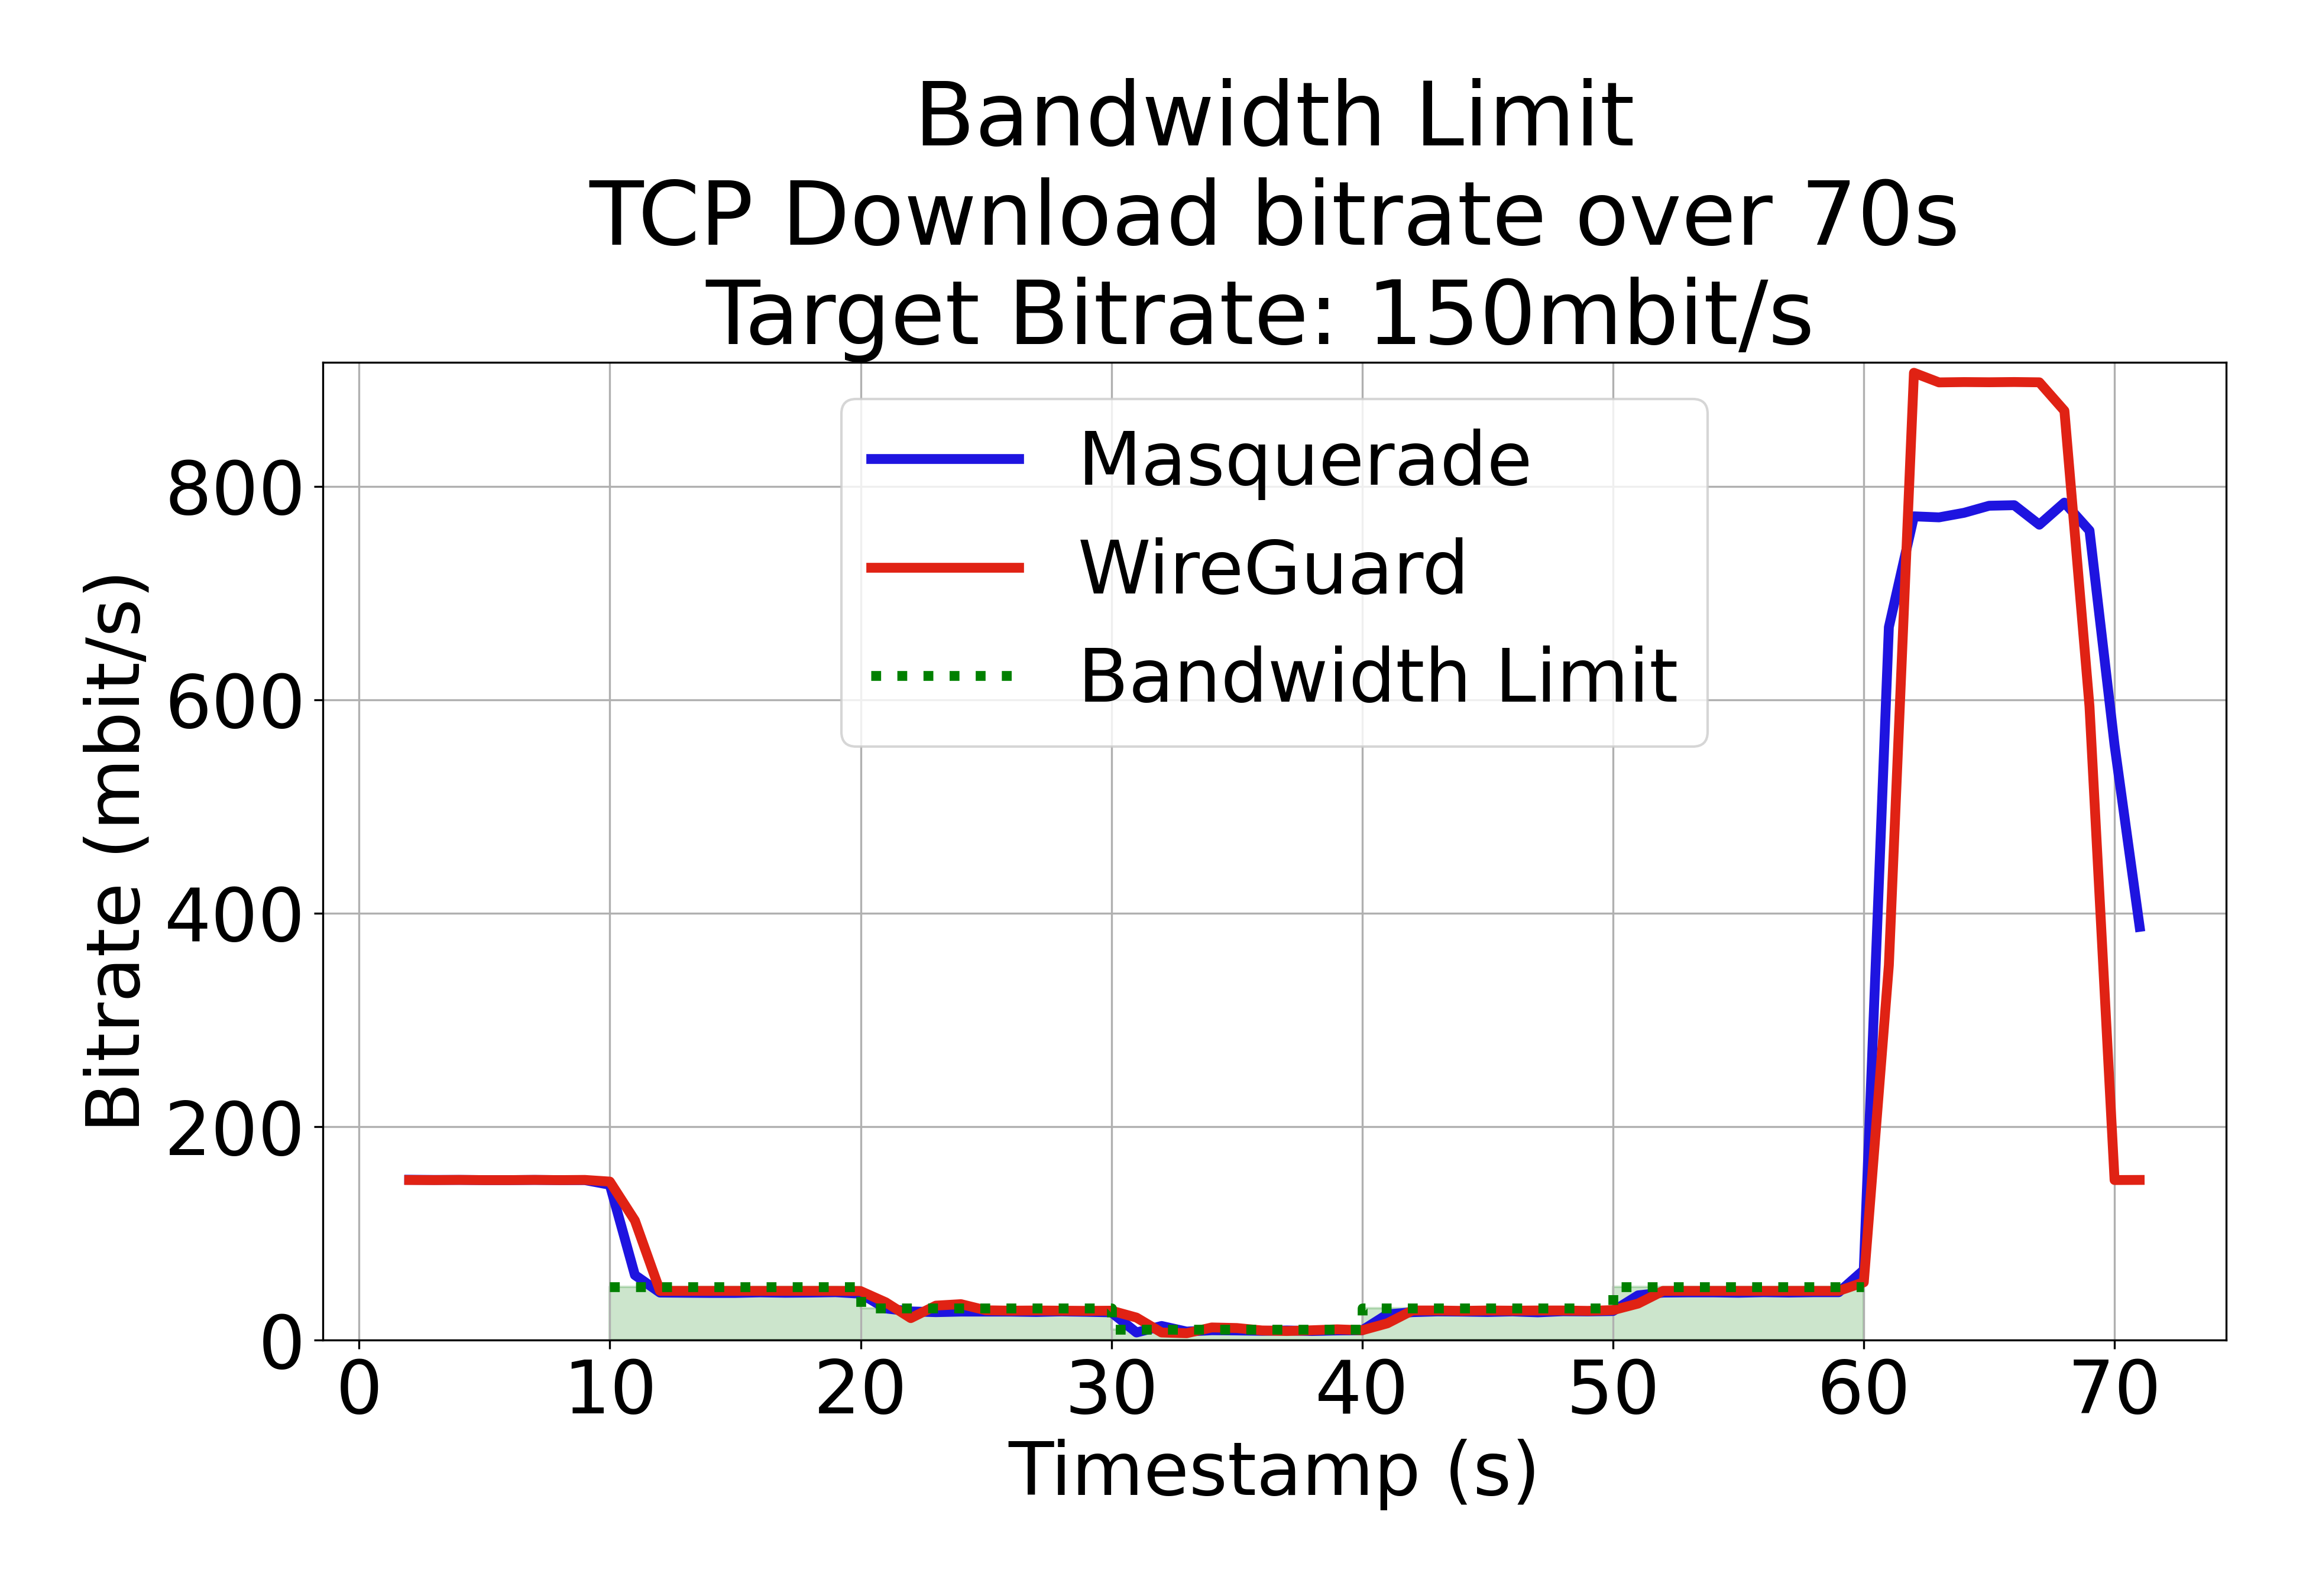 Bandwidth Limit
TCP Download bitrate over 70s
Target Bitrate: 150mbit/s
Masquerade
WireGuard
Bandwidth Limit
Bitrate (mbit/s)
800
600
400
200
0
0 10 20 30 40 50 60 70
Timestamp (s)